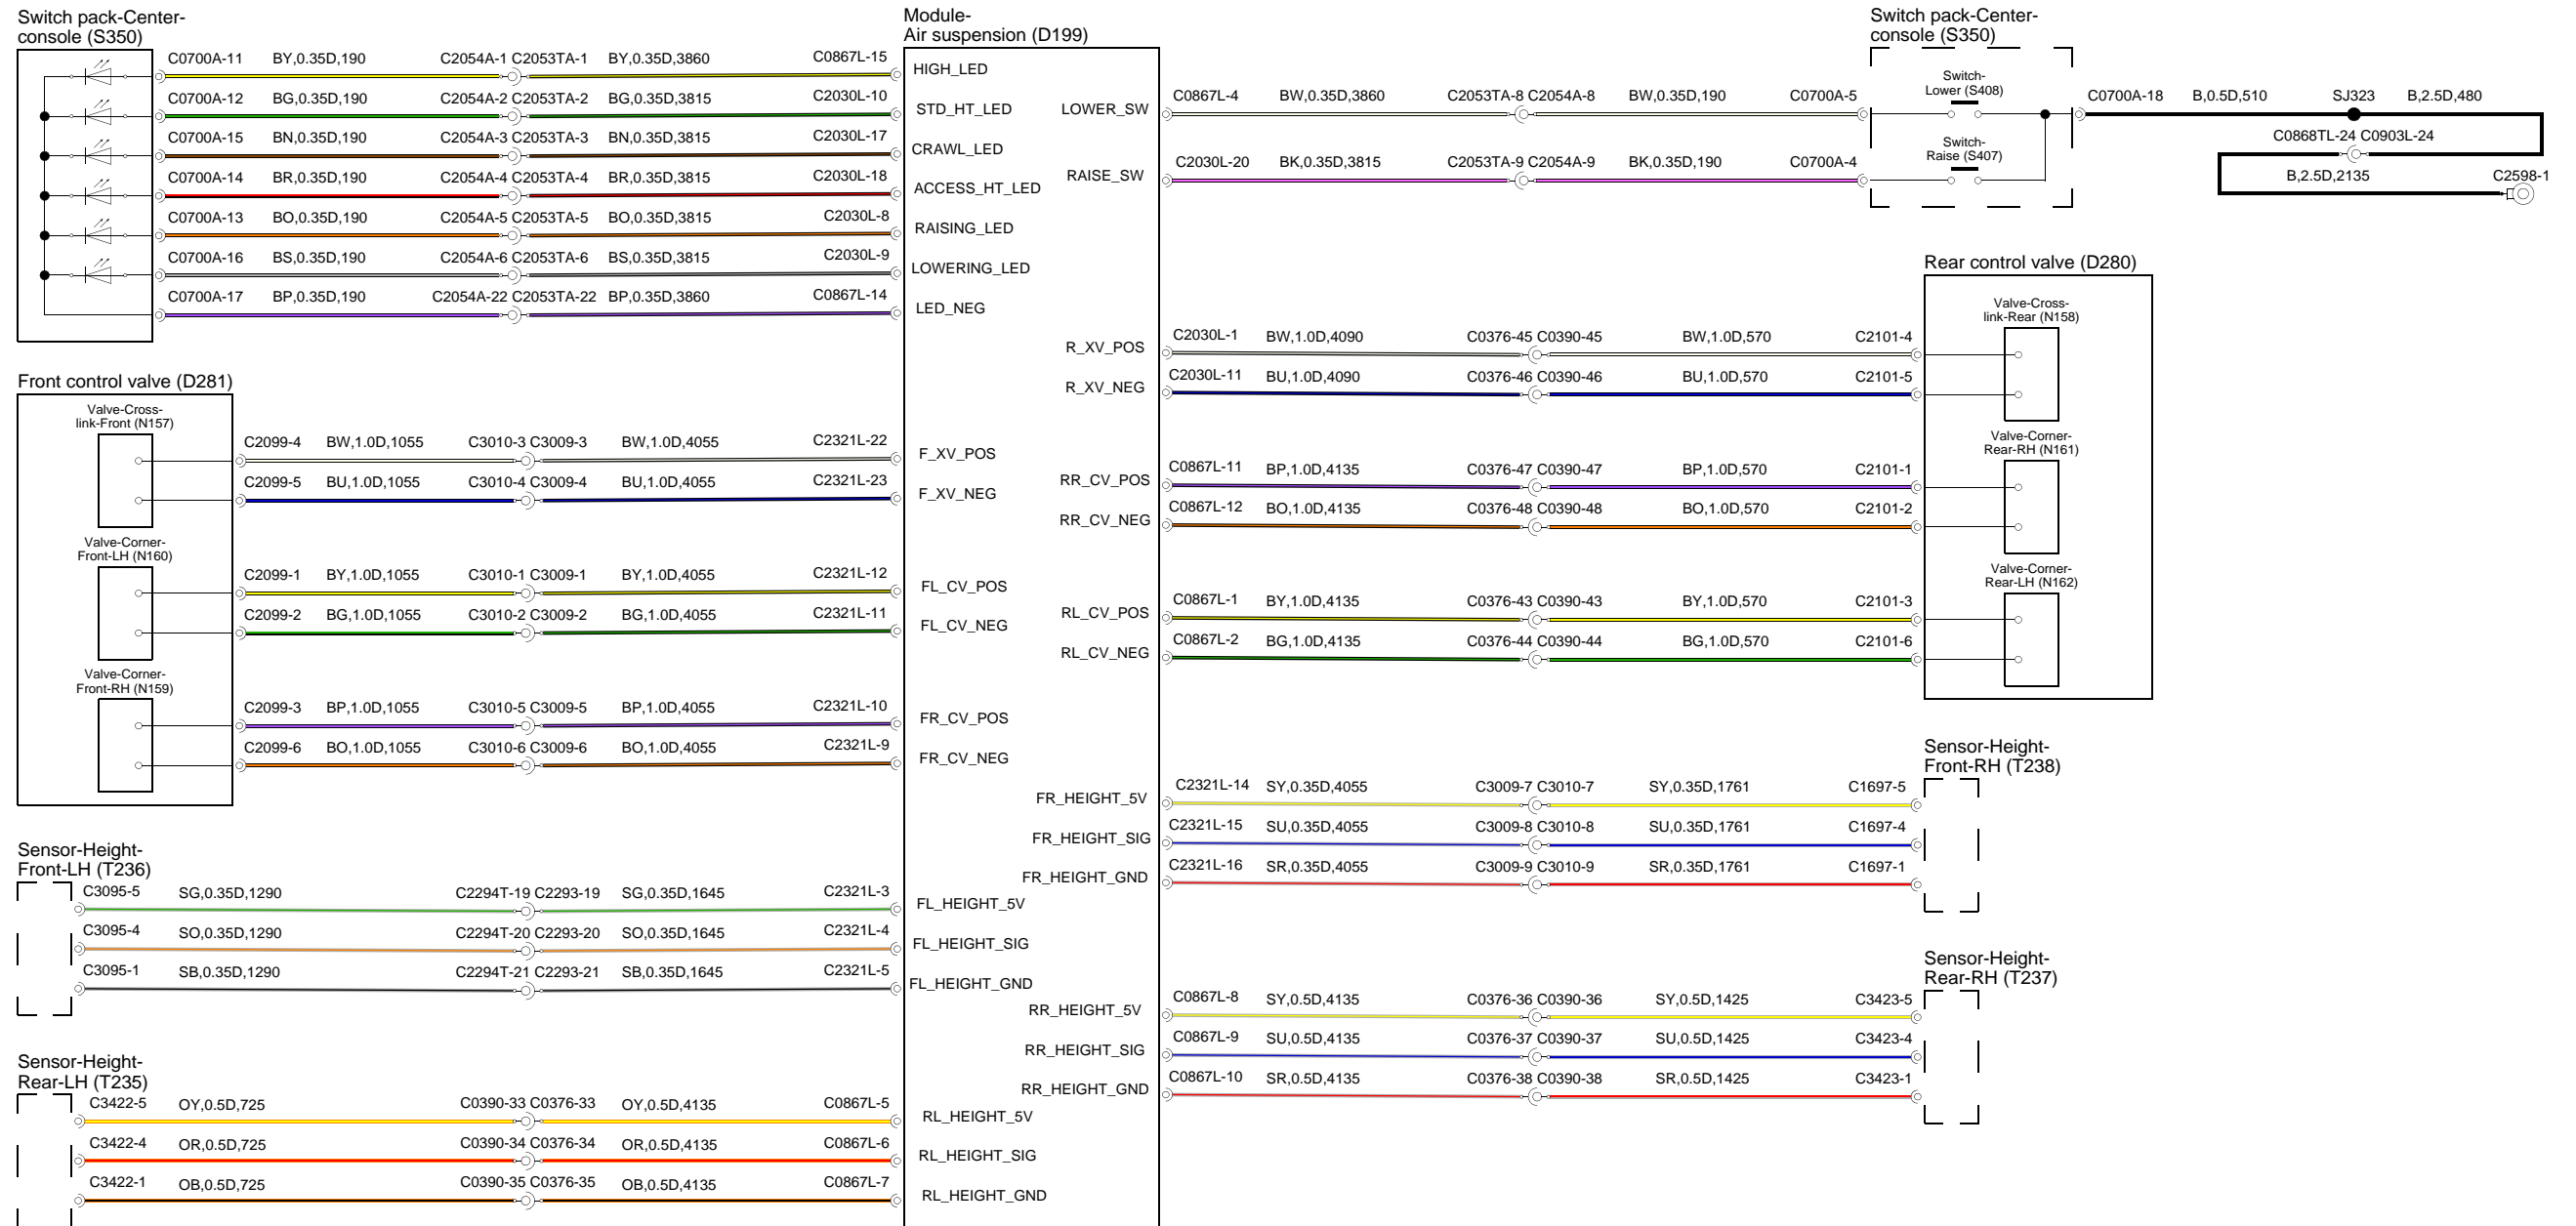 Switch pack-Center-
console (S350)
C0700A-11 BY,0.35D,190 C2054A-1 C2053TA-1 BY,0.35D,3860 C0867L-15
C0700A-12 BG,0.35D,190 C2054A-2 C2053TA-2 BG,0.35D,3815 C2030L-10
C0700A-15 BN,0.35D,190 C2054A-3 C2053TA-3 BN,0.35D,3815 C2030L-17
C0700A-14 BR,0.35D,190 C2054A-4 C2053TA-4 BR,0.35D,3815 C2030L-18
C0700A-13 BO,0.35D,190 C2054A-5 C2053TA-5 BO,0.35D,3815 C2030L-8
C0700A-16 BS,0.35D,190 C2054A-6 C2053TA-6 BS,0.35D,3815 C2030L-9
C0700A-17 BP,0.35D,190 C2054A-22 C2053TA-22 BP,0.35D,3860 C0867L-14
Front control valve (D281)
Valve-Cross-
link-Front (N157)
C2099-4 BW,1.0D,1055 C3010-3 C3009-3 BW,1.0D,4055 C2321L-22
C2099-5 BU,1.0D,1055 C3010-4 C3009-4 BU,1.0D,4055 C2321L-23
Valve-Corner-
Front-LH (N160)
C2099-1 BY,1.0D,1055 C3010-1 C3009-1 BY,1.0D,4055 C2321L-12
C2099-2 BG,1.0D,1055 C3010-2 C3009-2 BG,1.0D,4055 C2321L-11
Valve-Corner-
Front-RH (N159)
C2099-3 BP,1.0D,1055 C3010-5 C3009-5 BP,1.0D,4055 C2321L-10
C2099-6 BO,1.0D,1055 C3010-6 C3009-6 BO,1.0D,4055 C2321L-9
Sensor-Height-
Front-LH (T236)
C3095-5 SG,0.35D,1290 C2294T-19 C2293-19 SG,0.35D,1645 C2321L-3
C3095-4 SO,0.35D,1290 C2294T-20 C2293-20 SO,0.35D,1645 C2321L-4
C3095-1 SB,0.35D,1290 C2294T-21 C2293-21 SB,0.35D,1645 C2321L-5
Sensor-Height-
Rear-LH (T235)
C3422-5 OY,0.5D,725 C0390-33 C0376-33 OY,0.5D,4135 C0867L-5
C3422-4 OR,0.5D,725 C0390-34 C0376-34 OR,0.5D,4135 C0867L-6
C3422-1 OB,0.5D,725 C0390-35 C0376-35 OB,0.5D,4135 C0867L-7
Module-
Air suspension (D199)
HIGH_LED
STD_HT_LED
CRAWL_LED
ACCESS_HT_LED
RAISING_LED
LOWERING_LED
LED_NEG
F_XV_POS
F_XV_NEG
FL_CV_POS
FL_CV_NEG
FR_CV_POS
FR_CV_NEG
FL_HEIGHT_5V
FL_HEIGHT_SIG
FL_HEIGHT_GND
RL_HEIGHT_5V
RL_HEIGHT_SIG
RL_HEIGHT_GND
LOWER_SW
RAISE_SW
R_XV_POS
R_XV_NEG
RR_CV_POS
RR_CV_NEG
RL_CV_POS
RL_CV_NEG
FR_HEIGHT_5V
FR_HEIGHT_SIG
FR_HEIGHT_GND
RR_HEIGHT_5V
RR_HEIGHT_SIG
RR_HEIGHT_GND
Switch pack-Center-
console (S350)
C0867L-4 BW,0.35D,3860 C2053TA-8 C2054A-8 BW,0.35D,190 C0700A-5
Switch-
Lower (S408)
C0700A-18 B,0.5D,510 SJ323 B,2.5D,480
C0868TL-24 C0903L-24
C2030L-20 BK,0.35D,3815 C2053TA-9 C2054A-9 BK,0.35D,190 C0700A-4
Switch-
Raise (S407)
B,2.5D,2135 C2598-1
Rear control valve (D280)
Valve-Cross-
link-Rear (N158)
C2030L-1 BW,1.0D,4090 C0376-45 C0390-45 BW,1.0D,570 C2101-4
C2030L-11 BU,1.0D,4090 C0376-46 C0390-46 BU,1.0D,570 C2101-5
Valve-Corner-
Rear-RH (N161)
C0867L-11 BP,1.0D,4135 C0376-47 C0390-47 BP,1.0D,570 C2101-1
C0867L-12 BO,1.0D,4135 C0376-48 C0390-48 BO,1.0D,570 C2101-2
Valve-Corner-
Rear-LH (N162)
C0867L-1 BY,1.0D,4135 C0376-43 C0390-43 BY,1.0D,570 C2101-3
C0867L-2 BG,1.0D,4135 C0376-44 C0390-44 BG,1.0D,570 C2101-6
Sensor-Height-
Front-RH (T238)
C2321L-14 SY,0.35D,4055 C3009-7 C3010-7 SY,0.35D,1761 C1697-5
C2321L-15 SU,0.35D,4055 C3009-8 C3010-8 SU,0.35D,1761 C1697-4
C2321L-16 SR,0.35D,4055 C3009-9 C3010-9 SR,0.35D,1761 C1697-1
Sensor-Height-
Rear-RH (T237)
C0867L-8 SY,0.5D,4135 C0376-36 C0390-36 SY,0.5D,1425 C3423-5
C0867L-9 SU,0.5D,4135 C0376-37 C0390-37 SU,0.5D,1425 C3423-4
C0867L-10 SR,0.5D,4135 C0376-38 C0390-38 SR,0.5D,1425 C3423-1